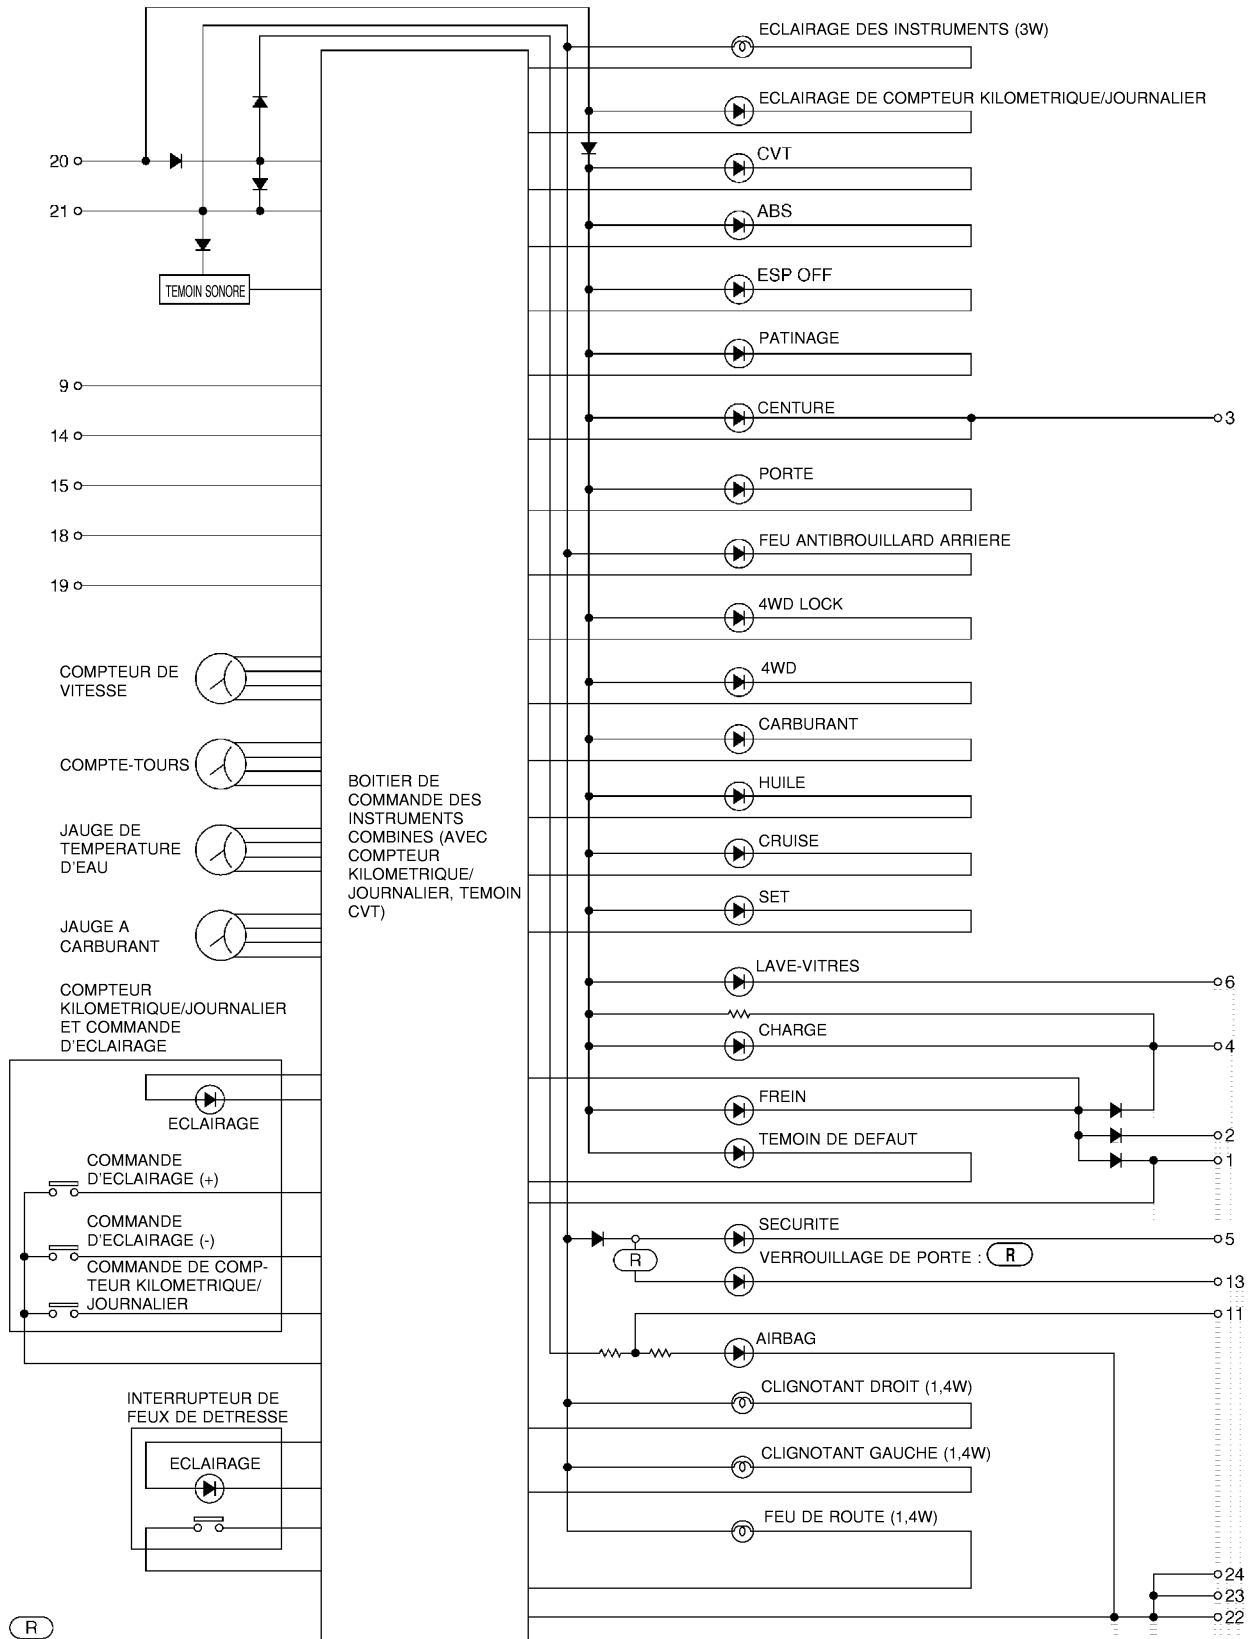 ECLAIRAGE DES INSTRUMENTS (3W)
ECLAIRAGE DE COMPTEUR KILOMETRIQUE/JOURNALIER
20
CVT
21
ABS
TEMOIN SONORE
ESP OFF
PATINAGE
9
CENTURE
3
14
15
PORTE
18
FEU ANTIBROUILLARD ARRIERE
19
4WD LOCK
COMPTEUR DE
VITESSE
4WD
CARBURANT
COMPTE-TOURS
BOITIER DE
COMMANDE DES
INSTRUMENTS
COMBINES (AVEC
COMPTEUR
KILOMETRIQUE/
JOURNALIER, TEMOIN
CVT)
HUILE
JAUGE DE
TEMPERATURE
D'EAU
CRUISE
SET
JAUGE A
CARBURANT
LAVE-VITRES
6
COMPTEUR
KILOMETRIQUE/JOURNALIER
ET COMMANDE
D'ECLAIRAGE
CHARGE
4
ECLAIRAGE
FREIN
2
TEMOIN DE DEFAUT
1
COMMANDE
D'ECLAIRAGE (+)
COMMANDE
D'ECLAIRAGE (-)
SECURITE
5
R
VERROUILLAGE DE PORTE : R
13
COMMANDE DE COMP-
TEUR KILOMETRIQUE/
JOURNALIER
11
AIRBAG
CLIGNOTANT DROIT (1,4W)
INTERRUPTEUR DE
FEUX DE DETRESSE
ECLAIRAGE
CLIGNOTANT GAUCHE (1,4W)
FEU DE ROUTE (1,4W)
24
23
22
R